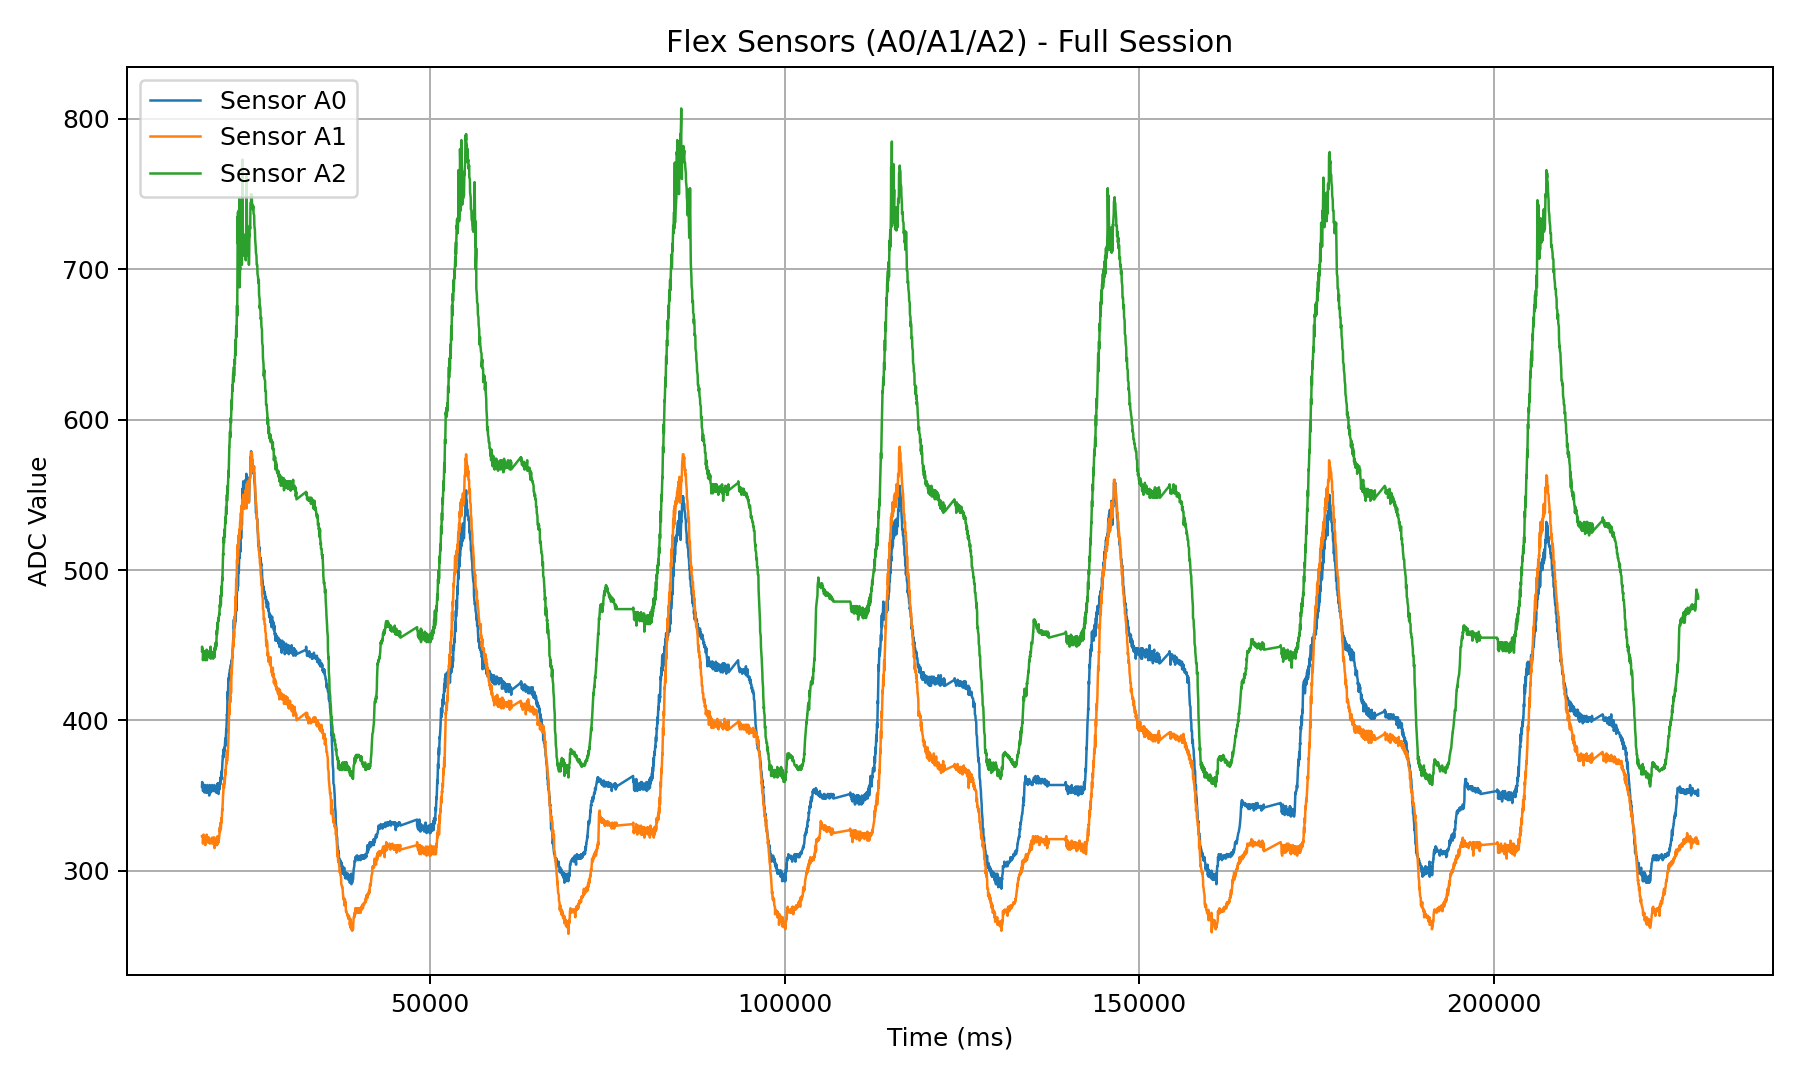 Flex Sensors (A0/A1/A2) - Full Session
Sensor A0
Sensor A1
Sensor A2
ADC Value
800
700
600
500
400
300
50000
100000
150000
200000
Time (ms)